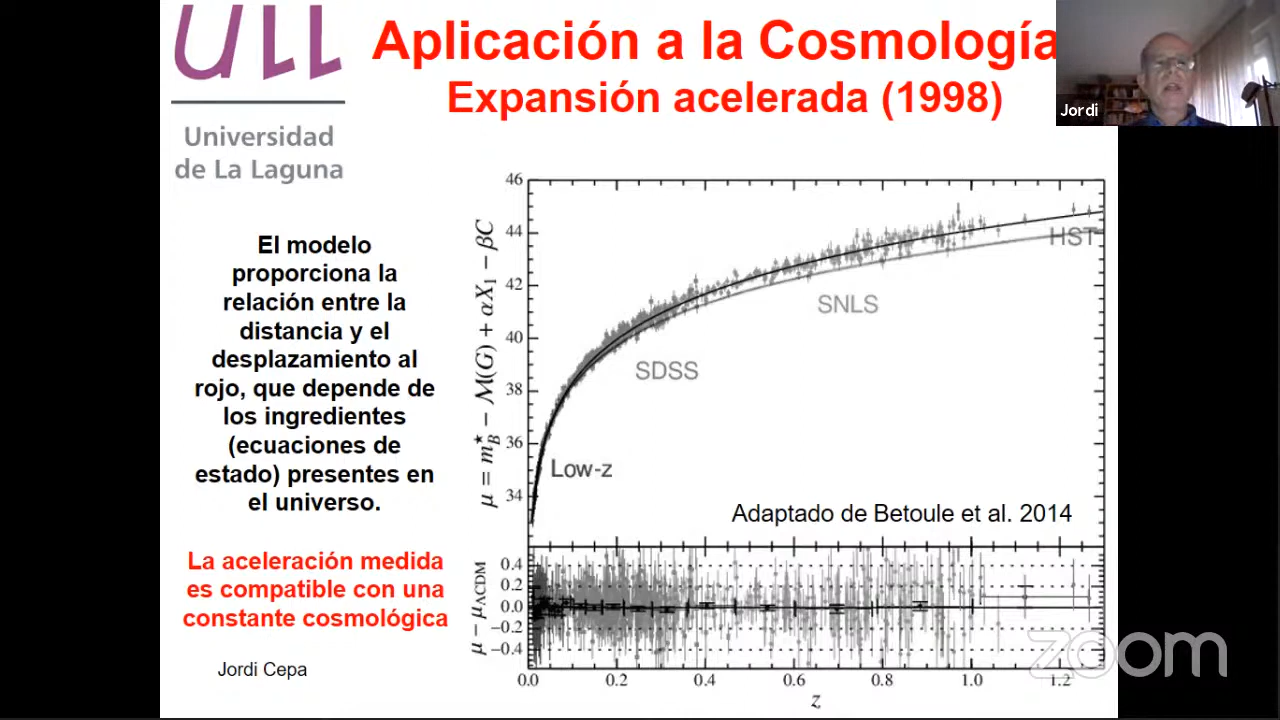 ULL
Universidad
de La Laguna
Aplicación a la Cosmología
Expansión acelerada (1998)
Jordi
El modelo
proporciona la
relación entre la
distancia y el
desplazamiento al
rojo, que depende de
los ingredientes
(ecuaciones de
estado) presentes en
el universo.
La aceleración medida
es compatible con una
constante cosmológica
Jordi Cepa
μ = m⋆B − M(G) + αX1 − βC
46
44
42
40
38
36
34
HST
SNLS
SDSS
Low-z
Adaptado de Betoule et al. 2014
μ − μΛCDM
0.4
0.2
0.0
−0.2
−0.4
0.0 0.2 0.4 0.6 0.8 1.0 1.2
z
zoom